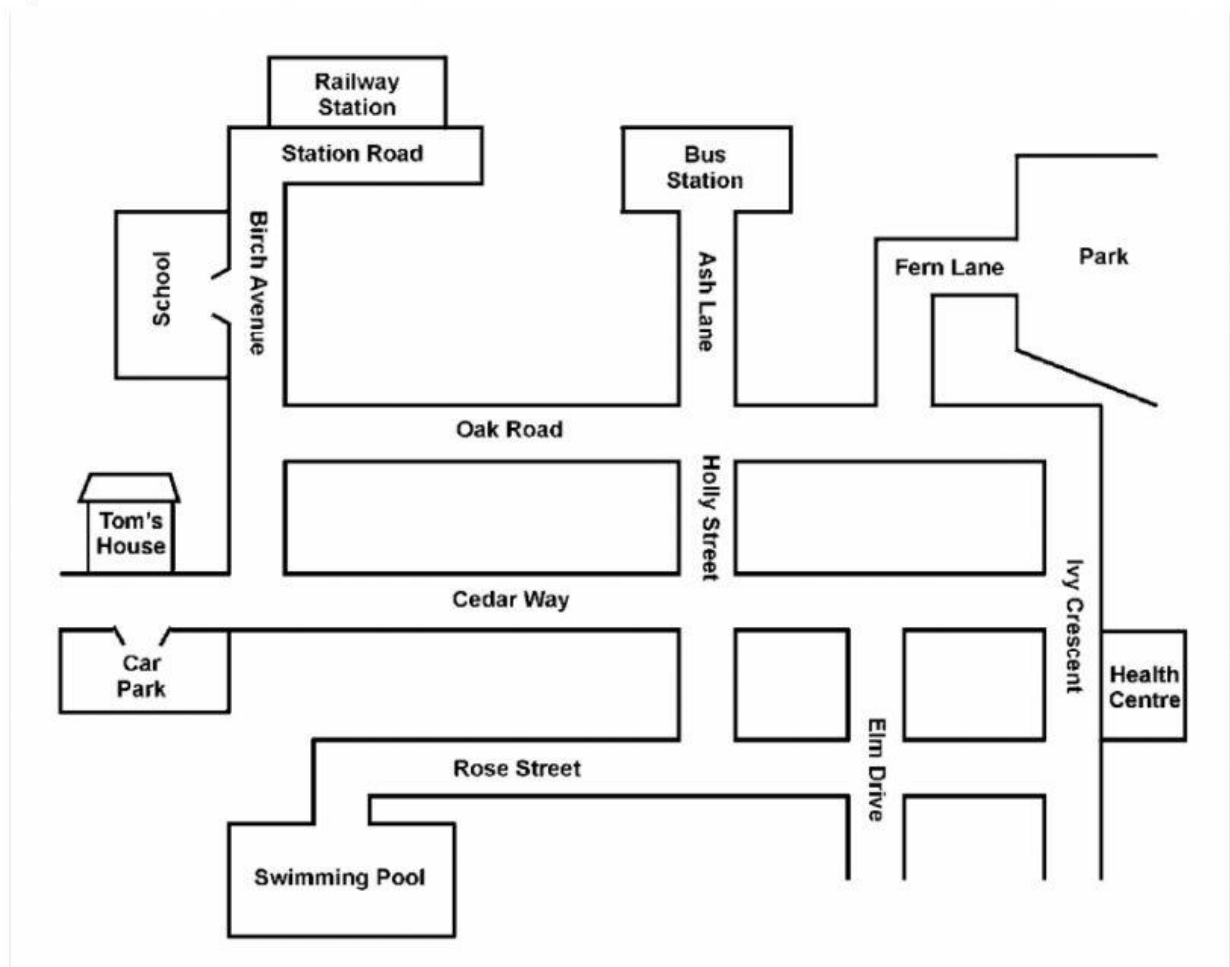 Railway
Station
Station Road
Bus
Station
Birch Avenue
School
Ash Lane
Fern Lane
Park
Oak Road
Holly Street
Tom's
House
Cedar Way
Ivy Crescent
Car
Park
Health
Centre
Rose Street
Elm Drive
Swimming Pool